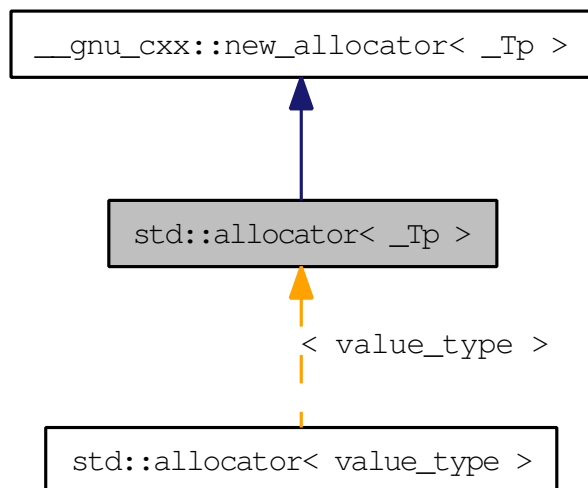 __gnu_cxx::new_allocator< _Tp >
std::allocator< _Tp >
< value_type >
std::allocator< value_type >